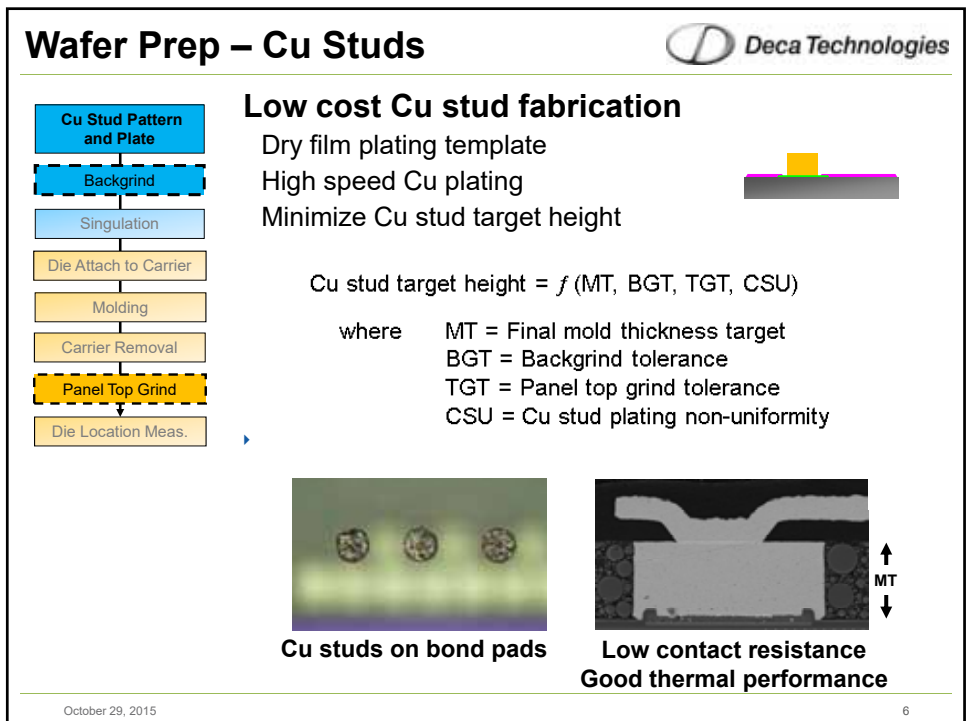 Wafer Prep – Cu Studs
Deca Technologies
Cu Stud Pattern
and Plate
Backgrind
Singulation
Die Attach to Carrier
Molding
Carrier Removal
Panel Top Grind
Die Location Meas.
Low cost Cu stud fabrication
Dry film plating template
High speed Cu plating
Minimize Cu stud target height
Cu stud target height = f (MT, BGT, TGT, CSU)
where MT = Final mold thickness target
BGT = Backgrind tolerance
TGT = Panel top grind tolerance
CSU = Cu stud plating non-uniformity
MT
Cu studs on bond pads
Low contact resistance
Good thermal performance
October 29, 2015
6